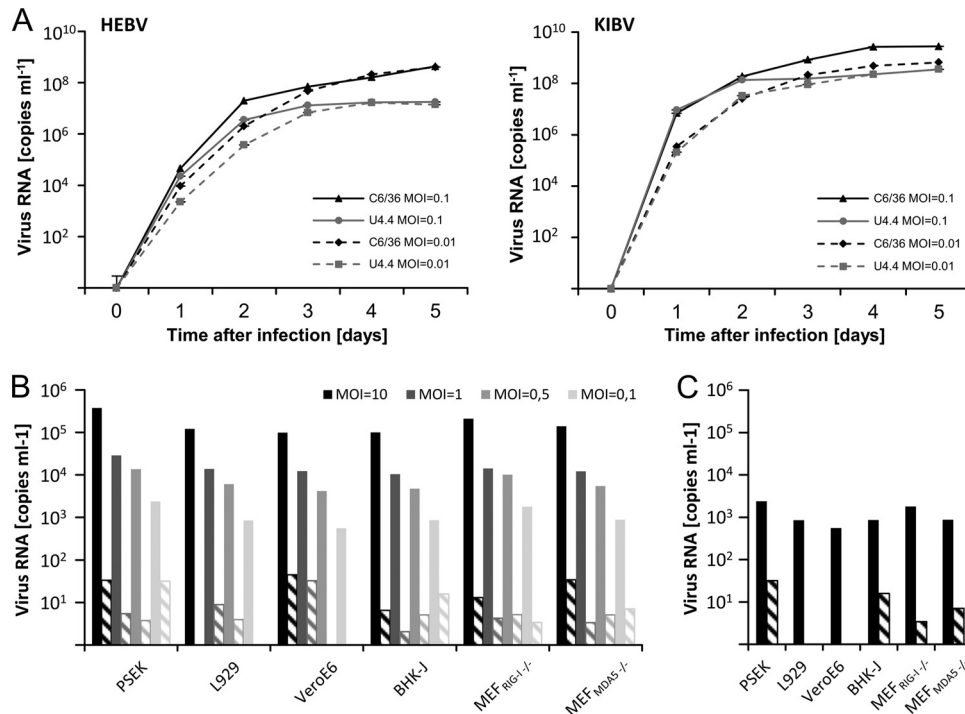 A
HEBV
Virus RNA [copies ml-1]
10^10
10^8
10^6
10^4
10^2
C6/36 MOI=0.1
U4.4 MOI=0.1
C6/36 MOI=0.01
U4.4 MOI=0.01
0 1 2 3 4 5
Time after infection [days]
KIBV
Virus RNA [copies ml-1]
10^10
10^8
10^6
10^4
10^2
C6/36 MOI=0.1
U4.4 MOI=0.1
C6/36 MOI=0.01
U4.4 MOI=0.01
0 1 2 3 4 5
Time after infection [days]
B
Virus RNA [copies ml-1]
10^6
10^5
10^4
10^3
10^2
10^1
MOI=10 MOI=1 MOI=0,5 MOI=0,1
PSEK
L929
VeroE6
BHK-J
MEF RIG-I -/-
MEF MDA5 -/-
C
Virus RNA [copies ml-1]
10^6
10^5
10^4
10^3
10^2
10^1
PSEK
L929
VeroE6
BHK-J
MEF RIG-I -/-
MEF MDA5 -/-